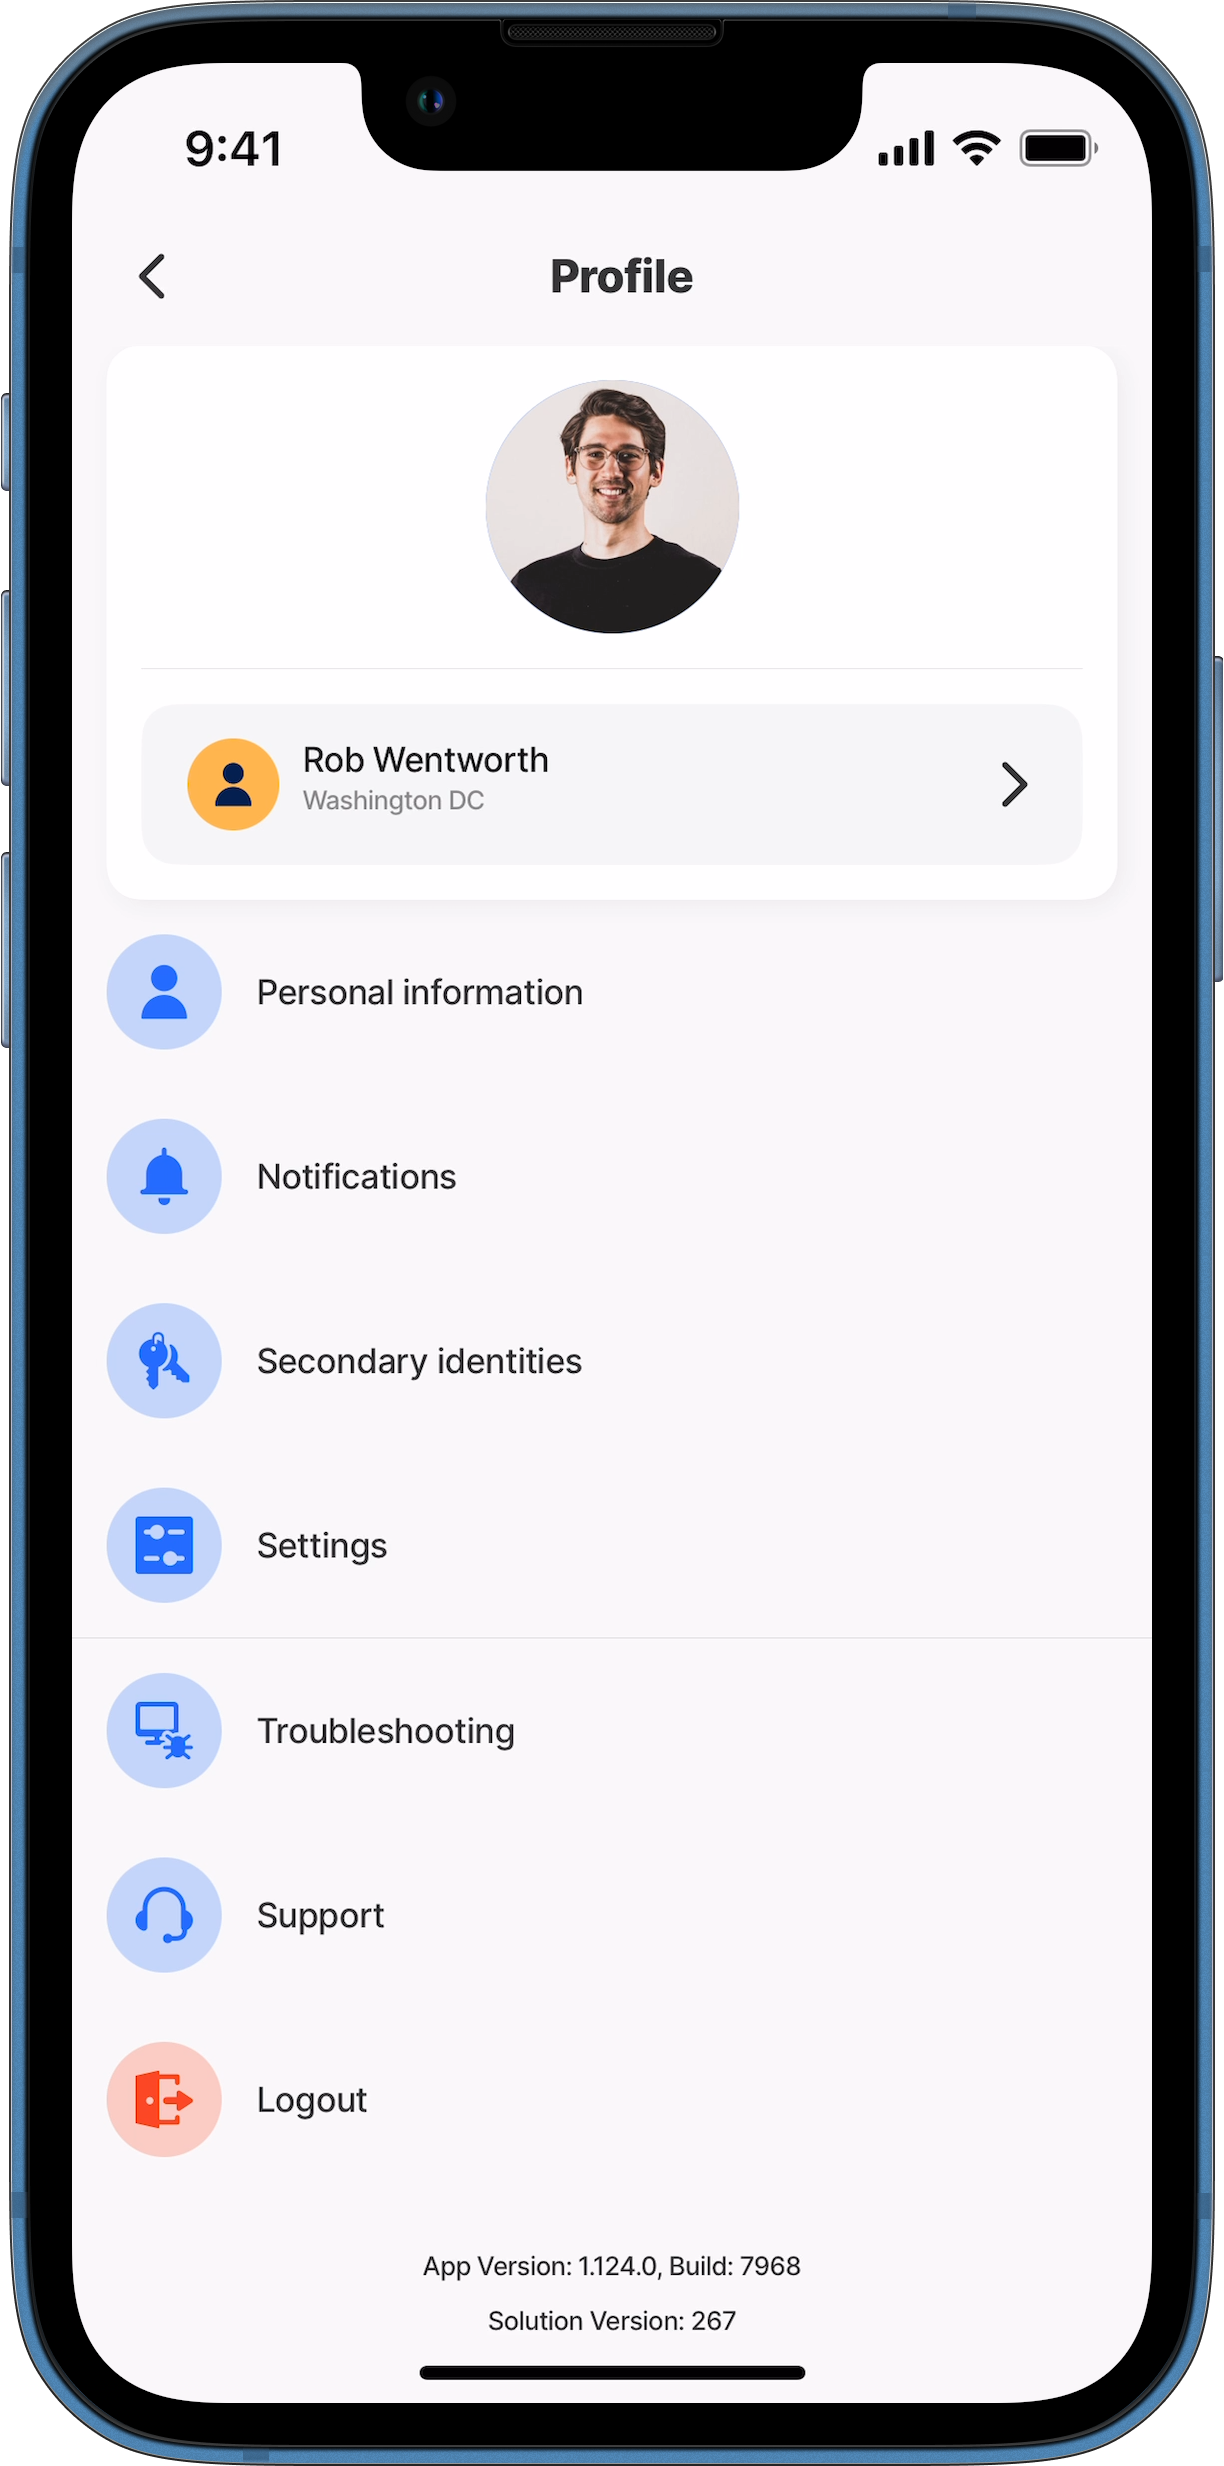 9:41
Profile
Rob Wentworth
Washington DC
Personal information
Notifications
Secondary identities
Settings
Troubleshooting
Support
Logout
App Version: 1.124.0, Build: 7968
Solution Version: 267